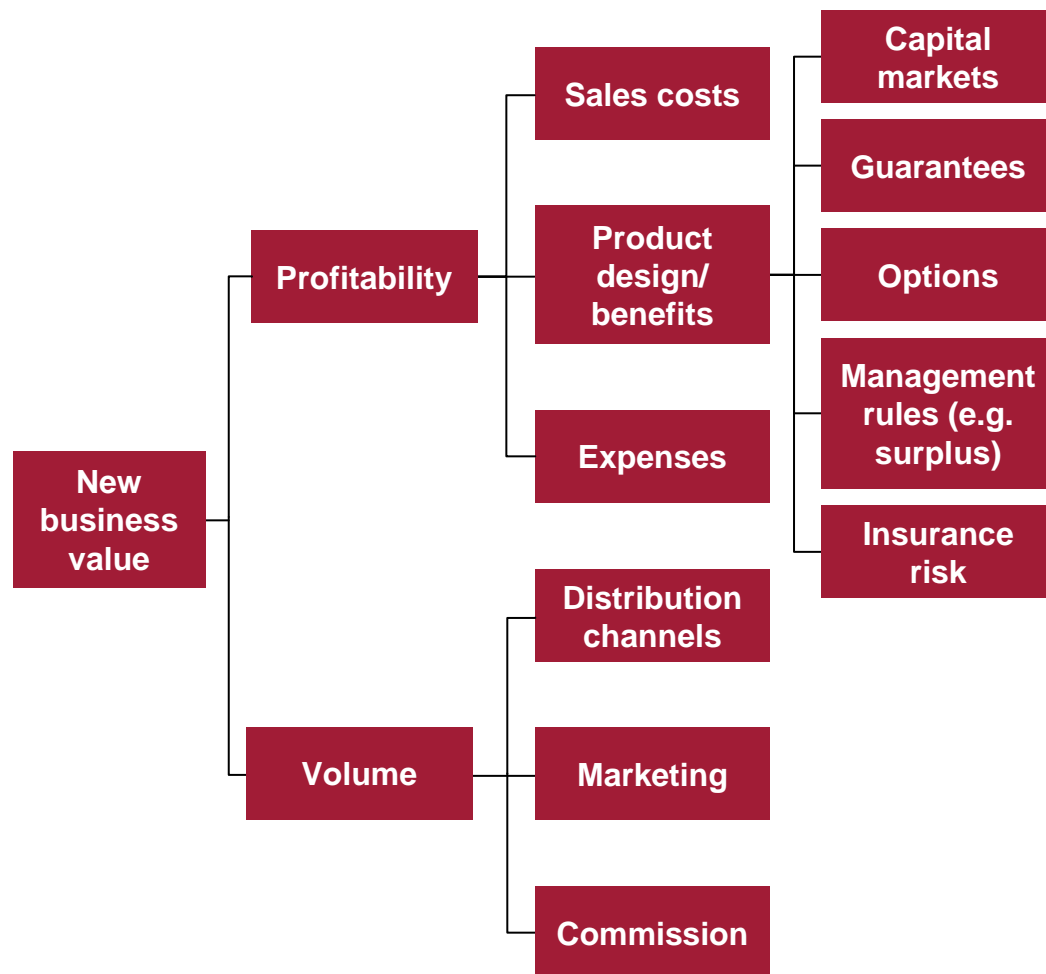 Capital
markets
Sales costs
Guarantees
Product
design/
benefits
Profitability
Options
Management
rules (e.g.
surplus)
Expenses
New
business
value
Insurance
risk
Distribution
channels
Volume
Marketing
Commission